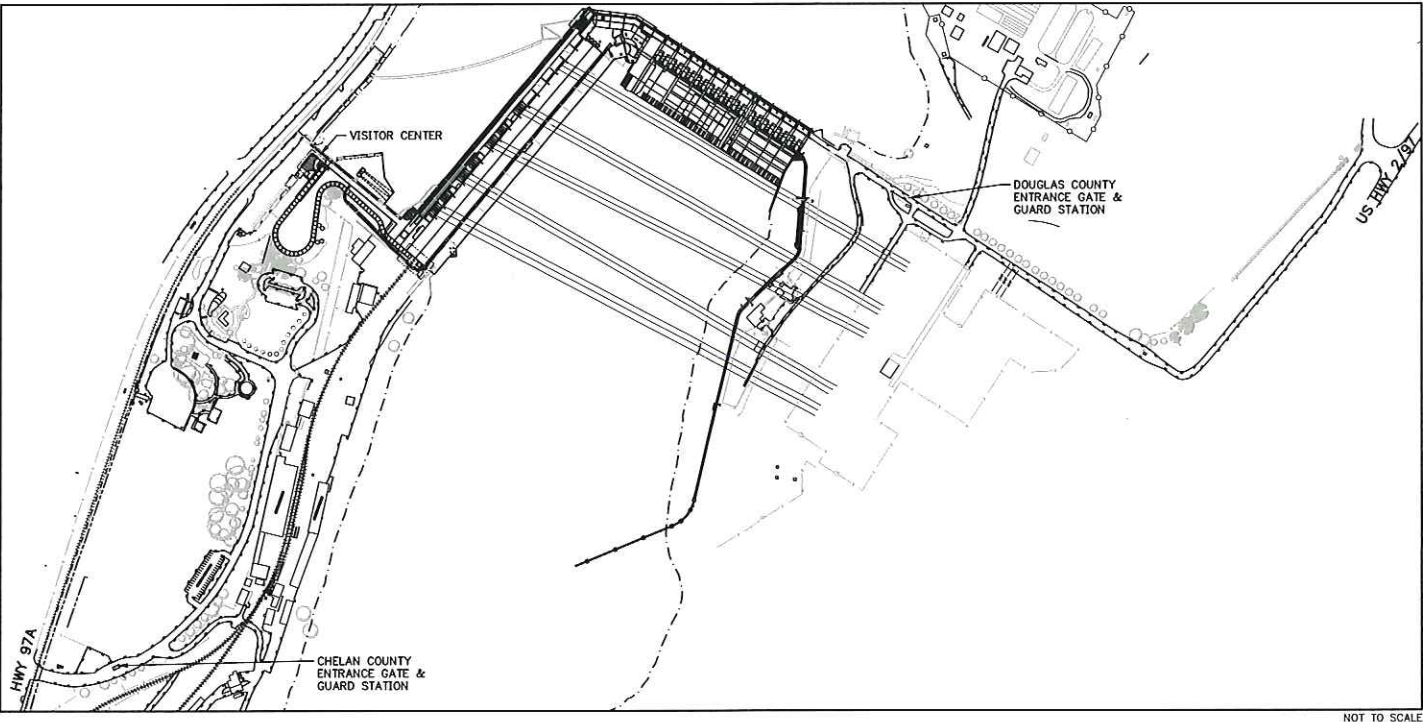 VISITOR CENTER
DOUGLAS COUNTY
ENTRANCE GATE &
GUARD STATION
US HWY 2/97
HWY 97A
CHELAN COUNTY
ENTRANCE GATE &
GUARD STATION
NOT TO SCALE